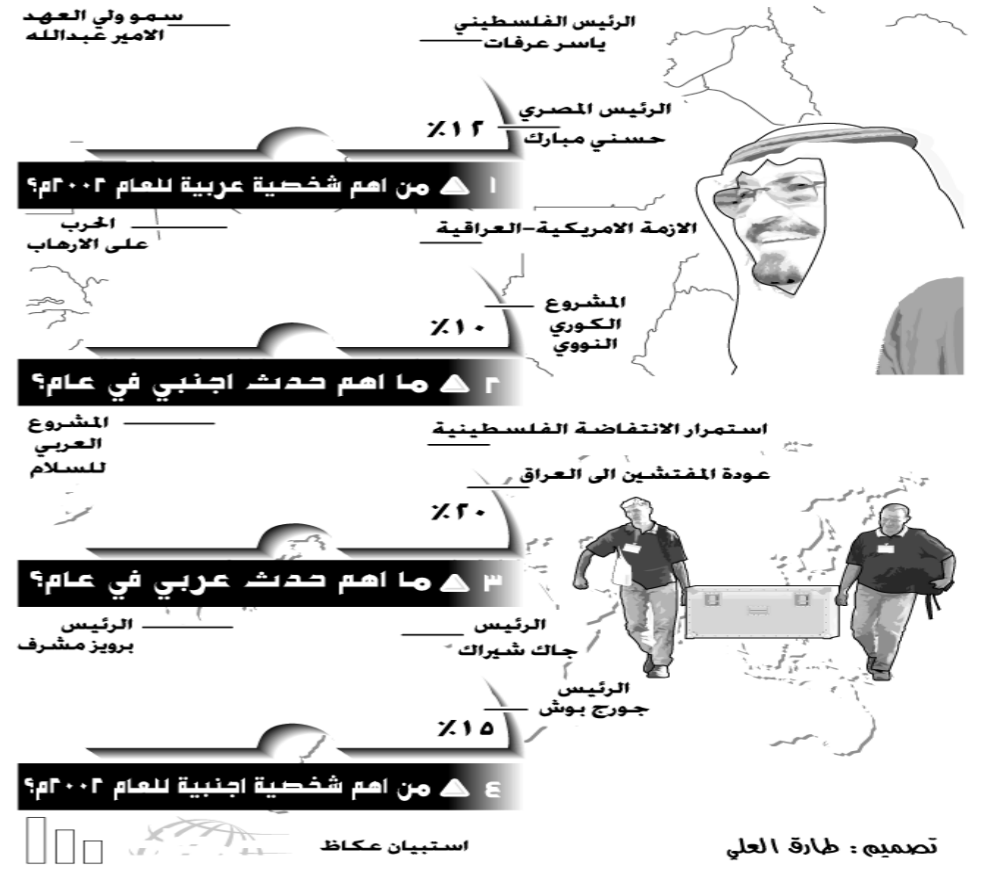 سمو ولي العهد
الامير عبدالله
الرئيس الفلسطيني
ياسر عرفات
الرئيس المصري
حسني مبارك
٪١٢
١ من اهم شخصية عربية للعام ٢٠٠٢م؟
الحرب
على الارهاب
الازمة الامريكية-العراقية
المشروع
الكوري
النووي
٪١٠
٢ ما اهم حدث اجنبي في عام؟
المشروع
العربي
للسلام
استمرار الانتفاضة الفلسطينية
عودة المفتشين الى العراق
٪٢٠
٣ ما اهم حدث عربي في عام؟
الرئيس
برويز مشرف
الرئيس
جاك شيراك
الرئيس
جورج بوش
٪١٥
٤ من اهم شخصية اجنبية للعام ٢٠٠٢م؟
استبيان عكاظ
تصميم : طارق العلي